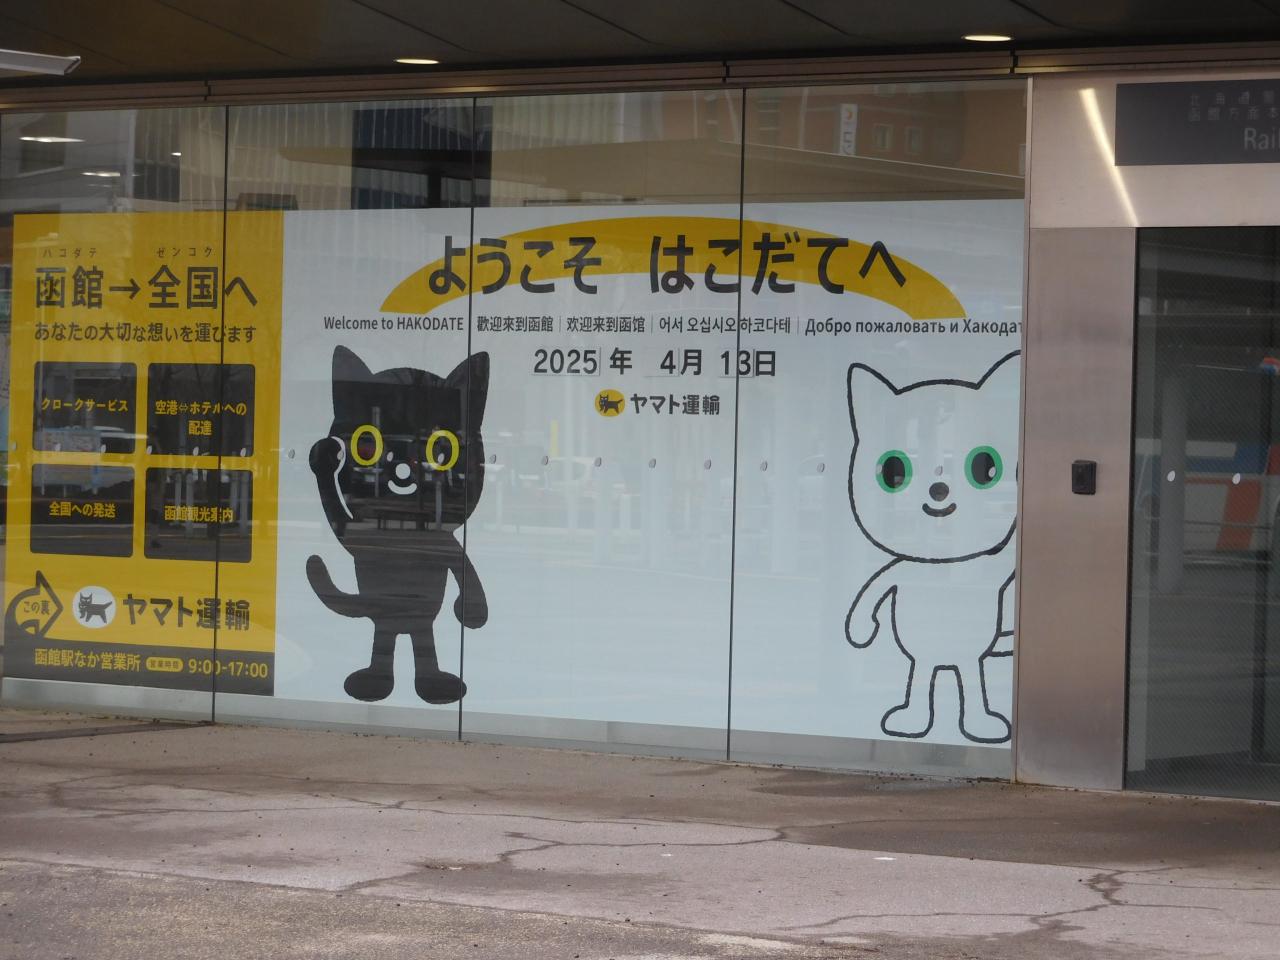 ハコダテ ゼンコク
函館→全国へ
あなたの大切な想いを運びます
クロークサービス
空港⇔ホテルへの
配達
全国への発送
函館観光案内
この裏
ヤマト運輸
函館駅なか営業所 営業時間 9:00-17:00
ようこそ はこだてへ
Welcome to HAKODATE | 歡迎來到函館 | 欢迎来到函馆 | 어서 오십시오 하코다테 | Добро пожаловать и Хакодат
2025年 4月 13日
ヤマト運輸
Rai